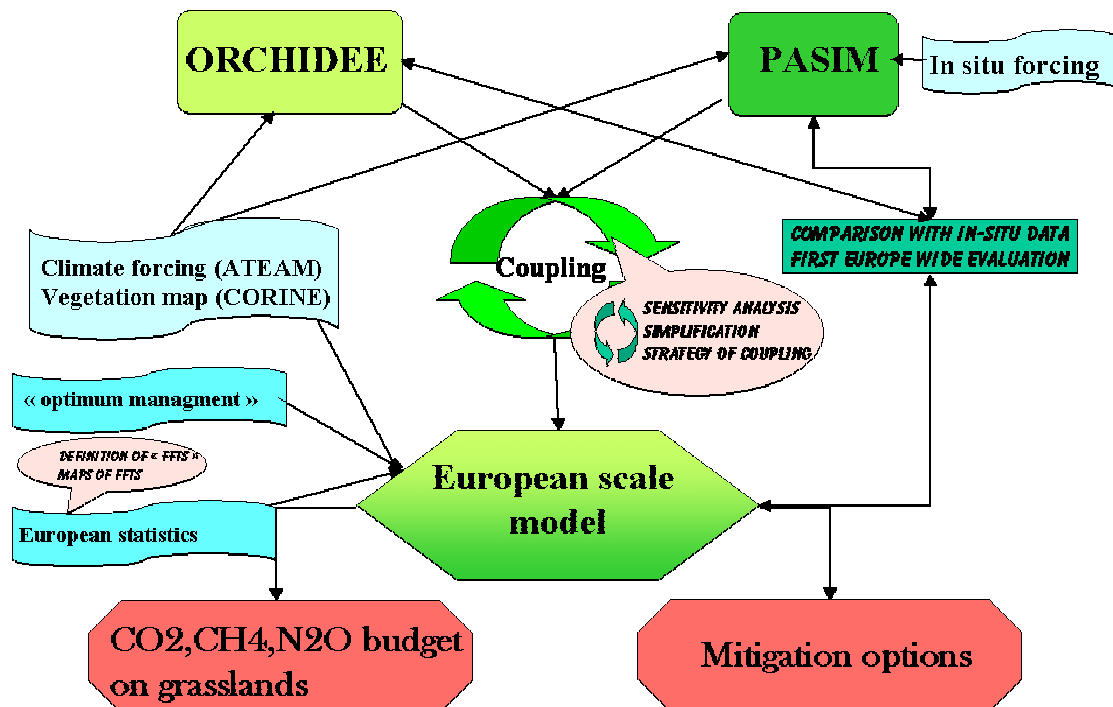 ORCHIDEE
PASIM
In situ forcing
Climate forcing (ATEAM)
Vegetation map (CORINE)
Coupling
COMPARISON WITH IN-SITU DATA
FIRST EUROPE WIDE EVALUATION
SENSITIVITY ANALYSIS
SIMPLIFICATION
STRATEGY OF COUPLING
« optimum managment »
DEFINITION OF « FFTS »
MAPS OF FFTS
European statistics
European scale
model
CO2,CH4,N2O budget
on grasslands
Mitigation options